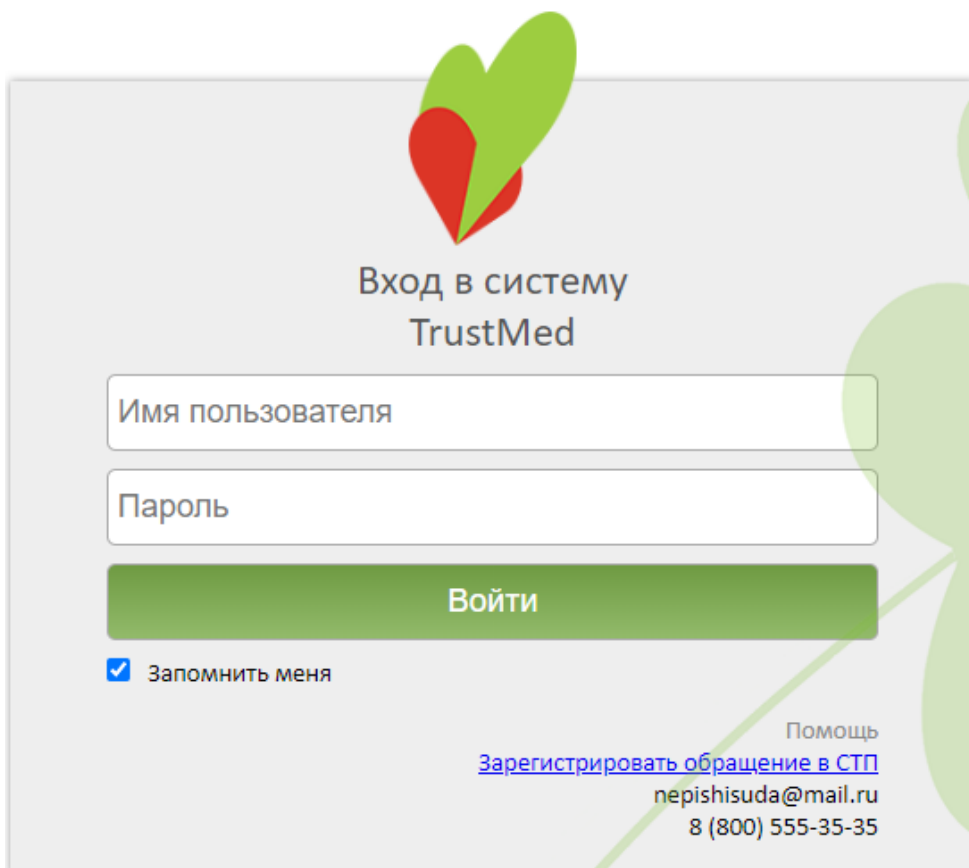 Вход в систему
TrustMed
Имя пользователя
Пароль
Войти
Запомнить меня
Помощь
Зарегистрировать обращение в СТП
nepishisuda@mail.ru
8 (800) 555-35-35